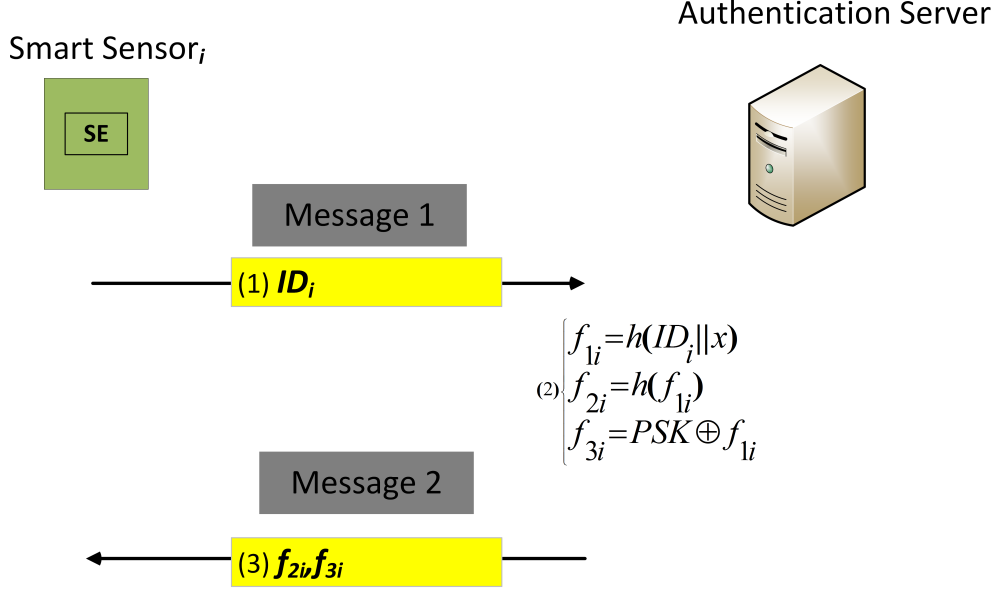 Authentication Server
Smart Sensorᵢ
SE
Message 1
(1) IDᵢ
(2)
f₁ᵢ=h(IDᵢ||x)
f₂ᵢ=h(f₁ᵢ)
f₃ᵢ=PSK⊕f₁ᵢ
Message 2
(3) f₂ᵢ,f₃ᵢ